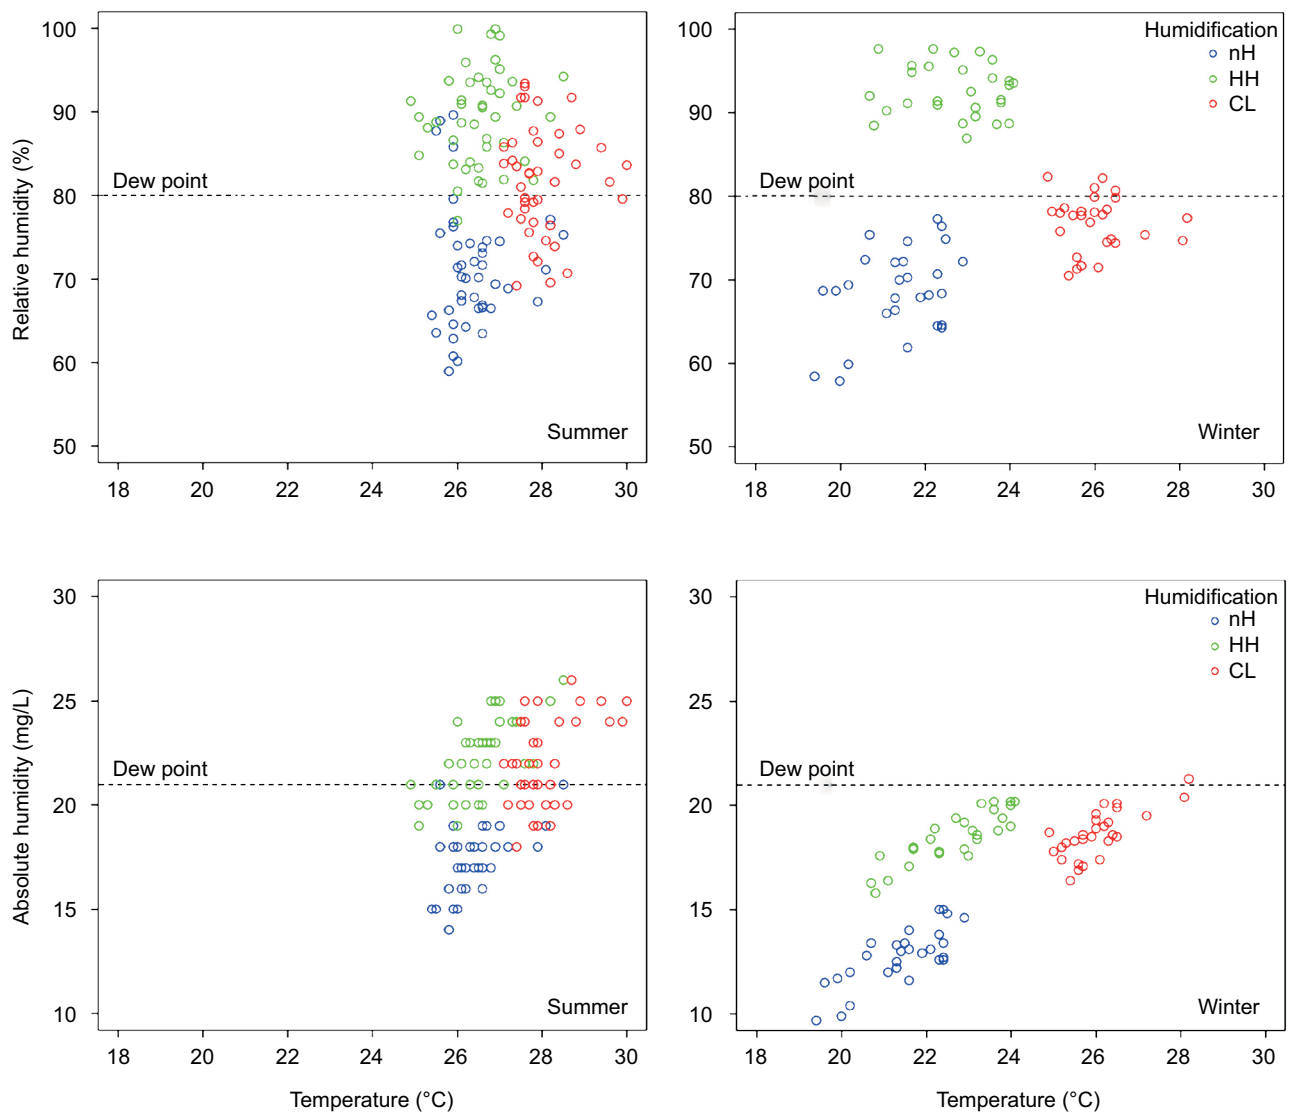 Relative humidity (%)
100
90
80
70
60
50
Dew point
Summer
18 20 22 24 26 28 30
100
90
80
70
60
50
Humidification
nH
HH
CL
Dew point
Winter
18 20 22 24 26 28 30
Absolute humidity (mg/L)
30
25
20
15
10
Dew point
Summer
18 20 22 24 26 28 30
Temperature (°C)
30
25
20
15
10
Humidification
nH
HH
CL
Dew point
Winter
18 20 22 24 26 28 30
Temperature (°C)